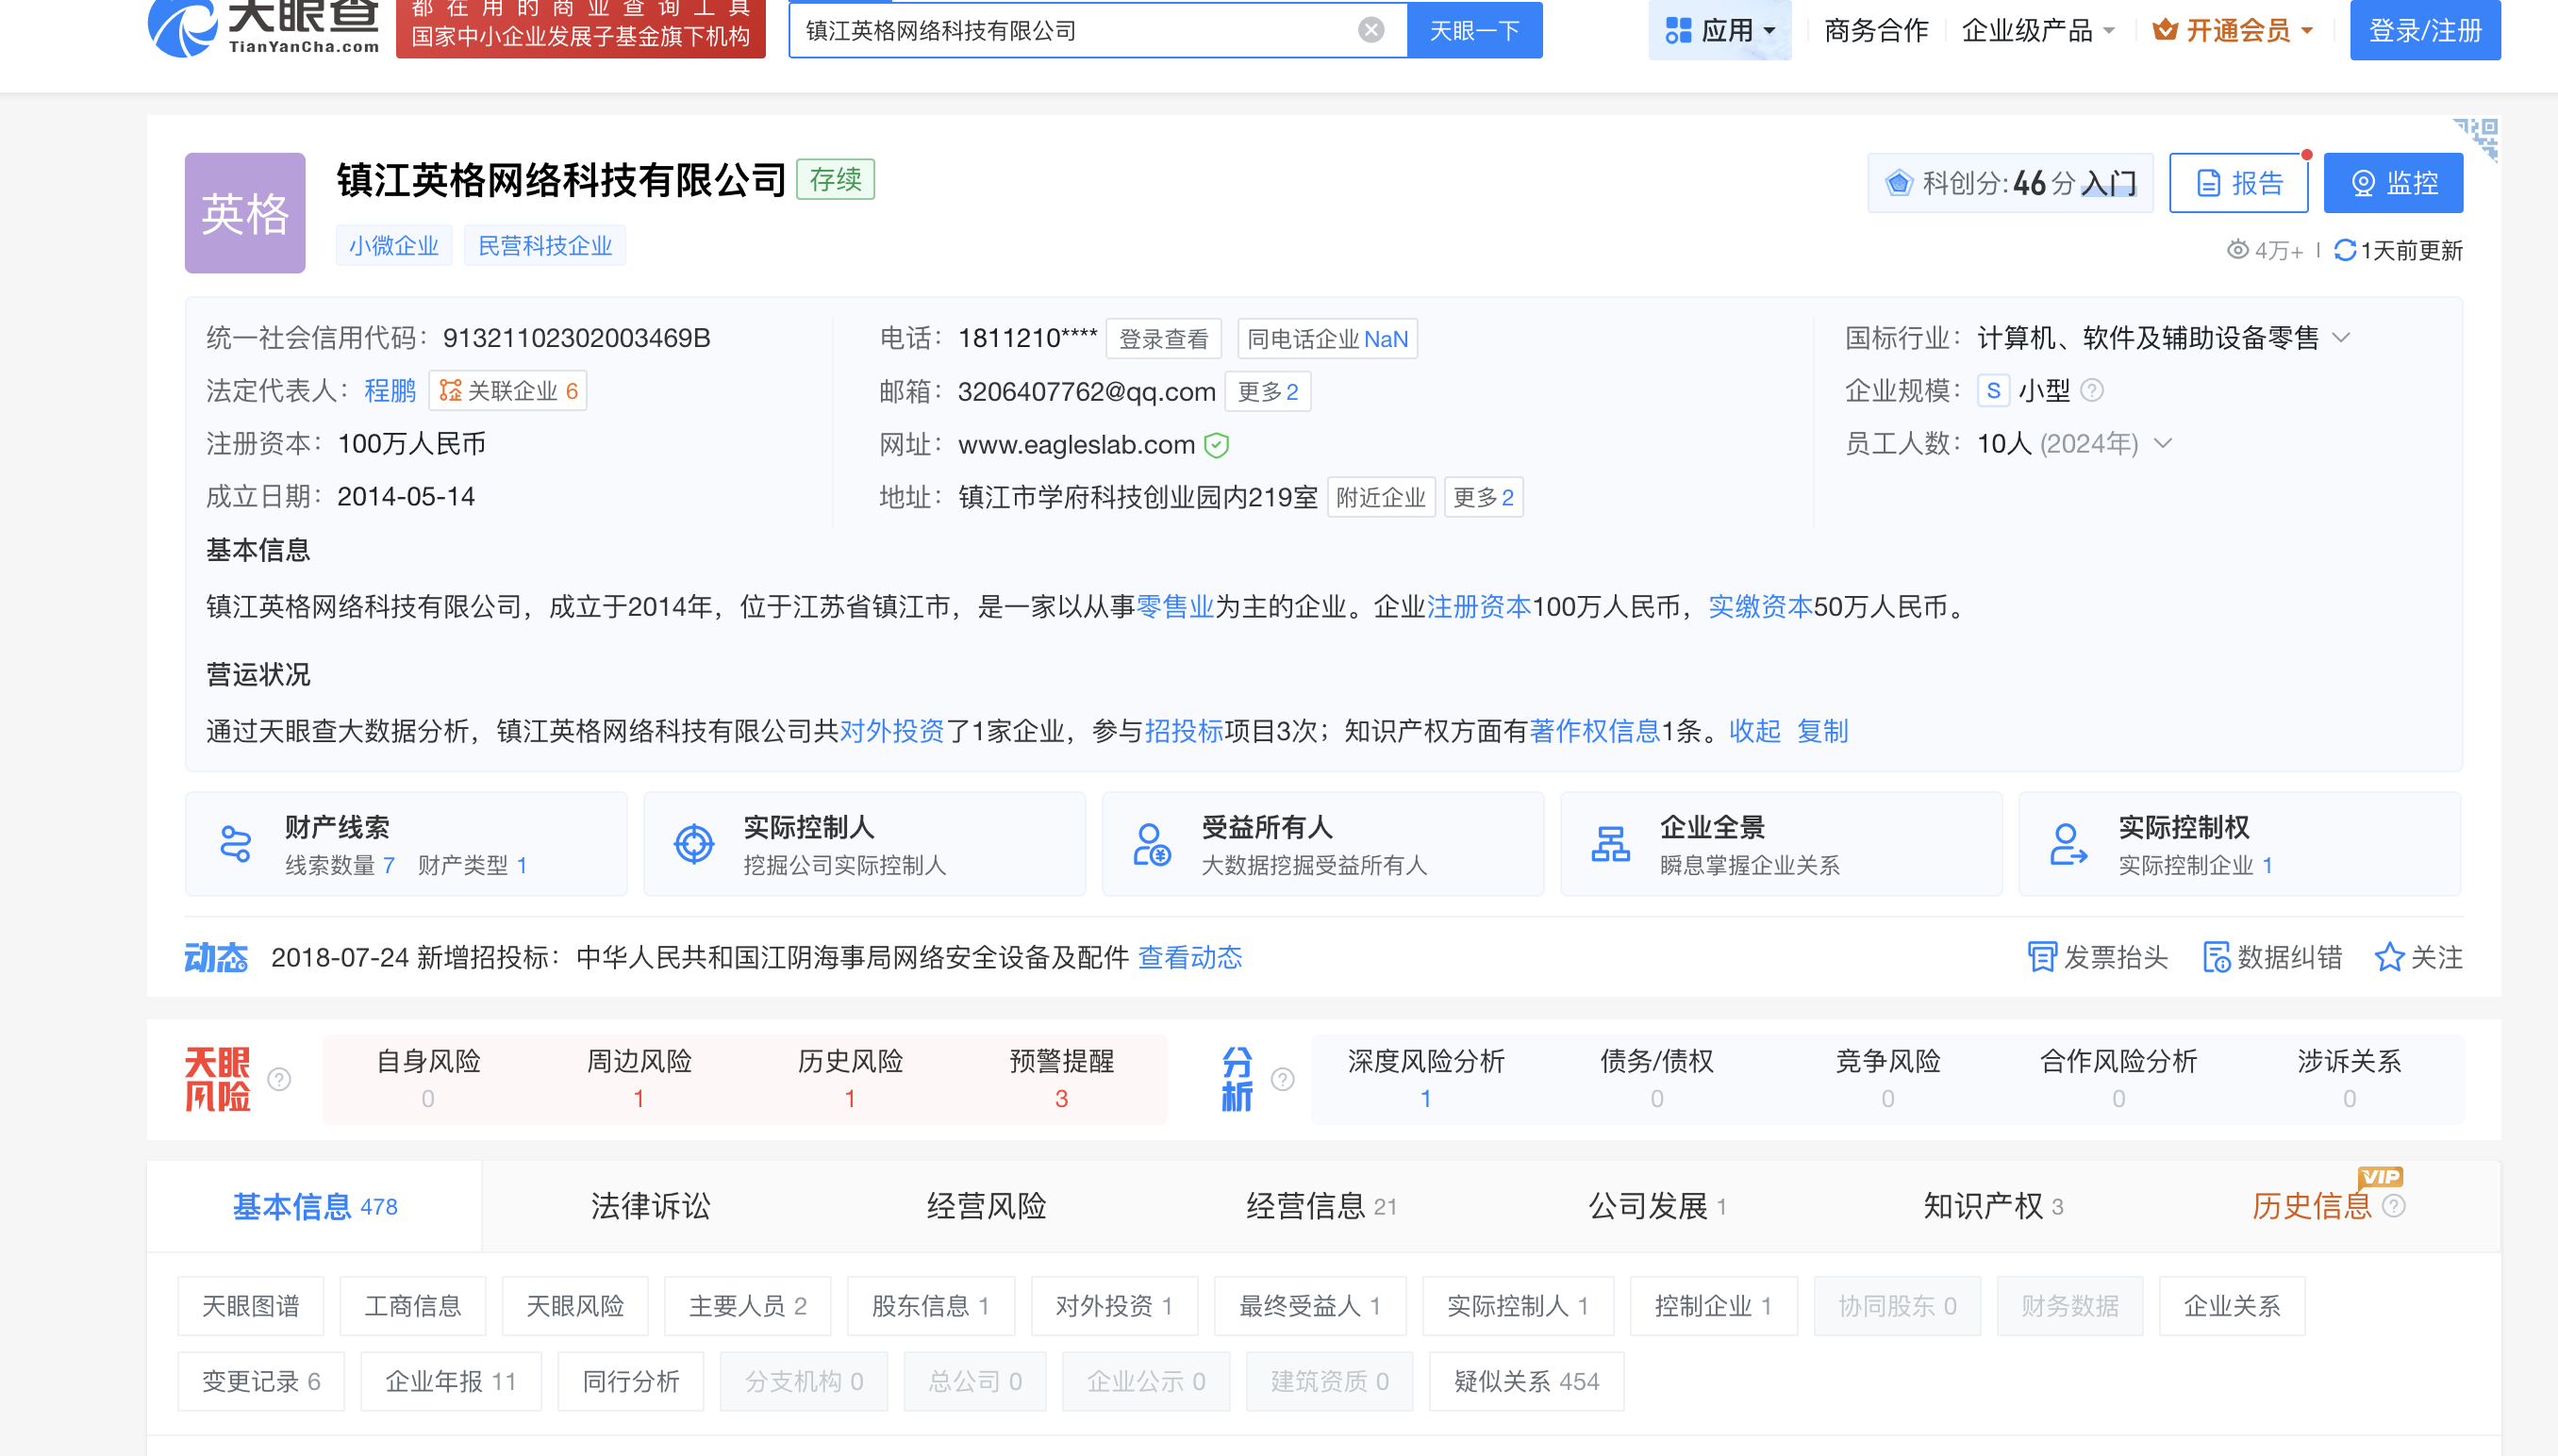 天眼查
TianYanCha.com
都在用的商业查询工具
国家中小企业发展子基金旗下机构
镇江英格网络科技有限公司
天眼一下
应用
商务合作
企业级产品
开通会员
登录/注册
英格
镇江英格网络科技有限公司 存续
小微企业 民营科技企业
科创分:46分 入门
报告
监控
4万+
1天前更新
统一社会信用代码：91321102302003469B
法定代表人：程鹏 关联企业 6
注册资本：100万人民币
成立日期：2014-05-14
电话：1811210**** 登录查看 同电话企业 NaN
邮箱：3206407762@qq.com 更多 2
网址：www.eagleslab.com
地址：镇江市学府科技创业园内219室 附近企业 更多 2
国标行业：计算机、软件及辅助设备零售
企业规模：S 小型
员工人数：10人 (2024年)
基本信息
镇江英格网络科技有限公司，成立于2014年，位于江苏省镇江市，是一家以从事零售业为主的企业。企业注册资本100万人民币，实缴资本50万人民币。
营运状况
通过天眼查大数据分析，镇江英格网络科技有限公司共对外投资了1家企业，参与招投标项目3次；知识产权方面有著作权信息1条。收起 复制
财产线索
线索数量 7 财产类型 1
实际控制人
挖掘公司实际控制人
受益所有人
大数据挖掘受益所有人
企业全景
瞬息掌握企业关系
实际控制权
实际控制企业 1
动态 2018-07-24 新增招投标：中华人民共和国江阴海事局网络安全设备及配件 查看动态
发票抬头 数据纠错 关注
天眼风险
自身风险 周边风险 历史风险 预警提醒
0 1 1 3
分析
深度风险分析 债务/债权 竞争风险 合作风险分析 涉诉关系
1 0 0 0 0
基本信息 478 法律诉讼 经营风险 经营信息 21 公司发展 1 知识产权 3 历史信息 VIP
天眼图谱 工商信息 天眼风险 主要人员 2 股东信息 1 对外投资 1 最终受益人 1 实际控制人 1 控制企业 1 协同股东 0 财务数据 企业关系
变更记录 6 企业年报 11 同行分析 分支机构 0 总公司 0 企业公示 0 建筑资质 0 疑似关系 454